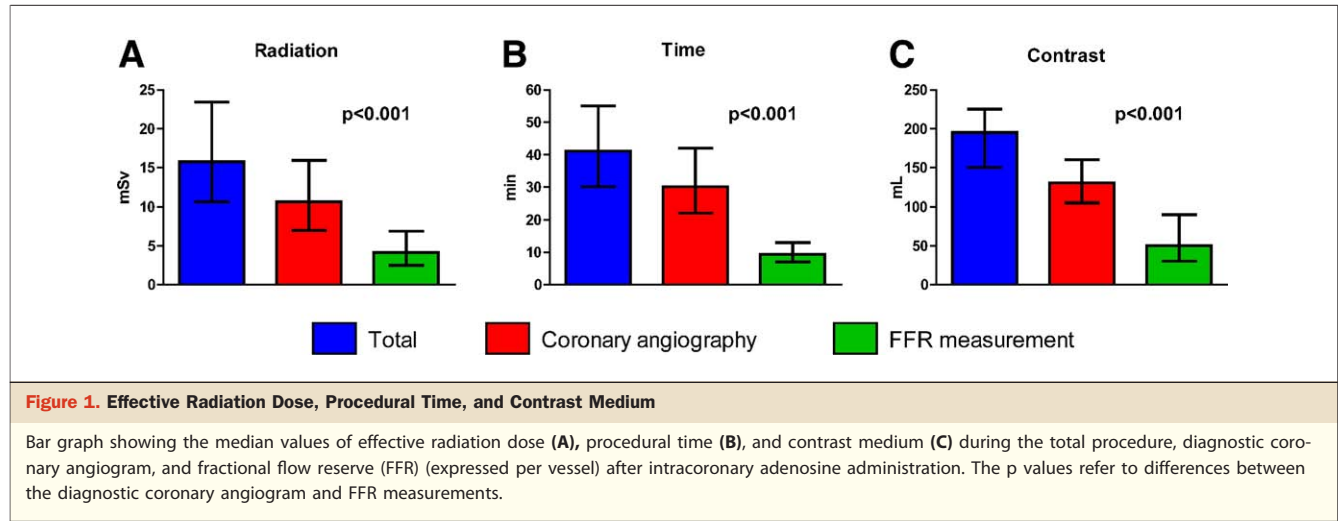 A
Radiation
p<0.001
mSv
25
20
15
10
5
0
B
Time
p<0.001
min
60
50
40
30
20
10
0
C
Contrast
p<0.001
mL
250
200
150
100
50
0
Total
Coronary angiography
FFR measurement
Figure 1. Effective Radiation Dose, Procedural Time, and Contrast Medium
Bar graph showing the median values of effective radiation dose (A), procedural time (B), and contrast medium (C) during the total procedure, diagnostic coro-
nary angiogram, and fractional flow reserve (FFR) (expressed per vessel) after intracoronary adenosine administration. The p values refer to differences between
the diagnostic coronary angiogram and FFR measurements.